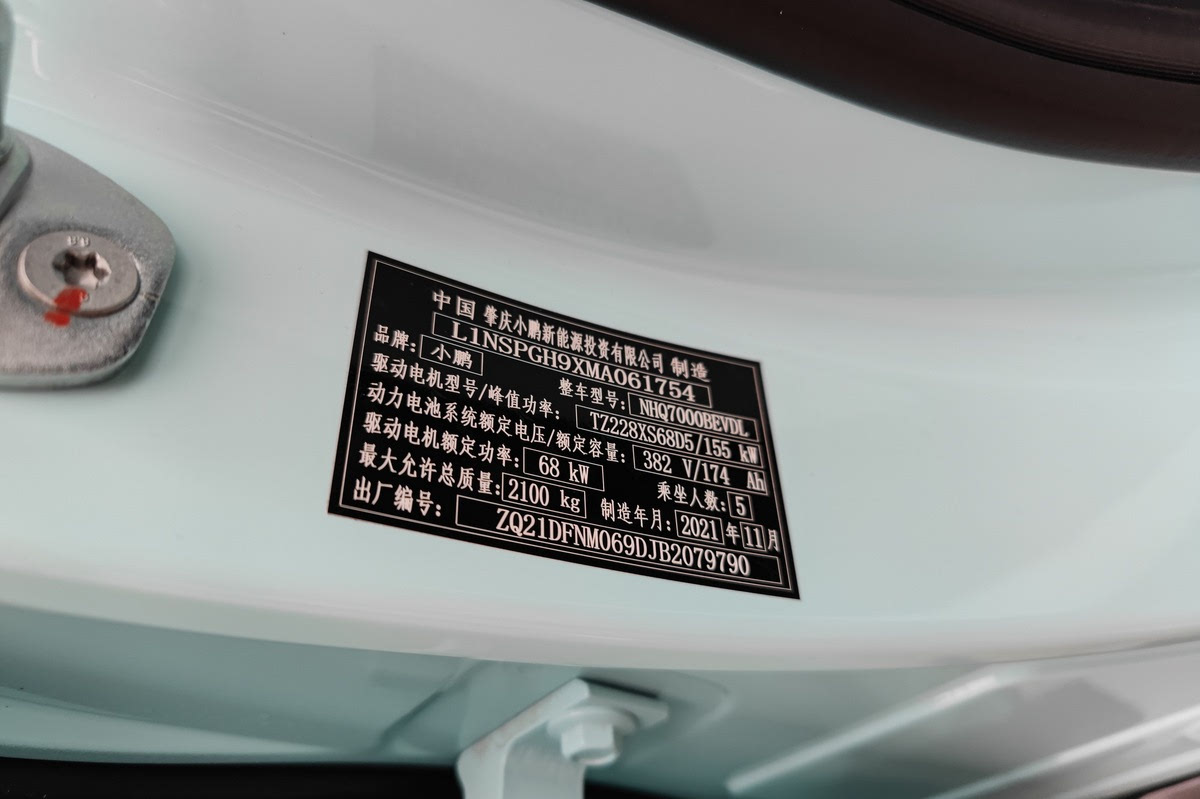 中国 肇庆小鹏新能源投资有限公司 制造
L1NSPGH9XMA061754
品牌: 小鹏 整车型号: NHQ7000BEVDL
驱动电机型号/峰值功率: TZ228XS68D5/155 kW
动力电池系统额定电压/额定容量: 382 V/174 Ah
驱动电机额定功率: 68 kW 乘坐人数: 5
最大允许总质量: 2100 kg 制造年月: 2021 年 11 月
出厂编号: ZQ21DFNM069DJB2079790